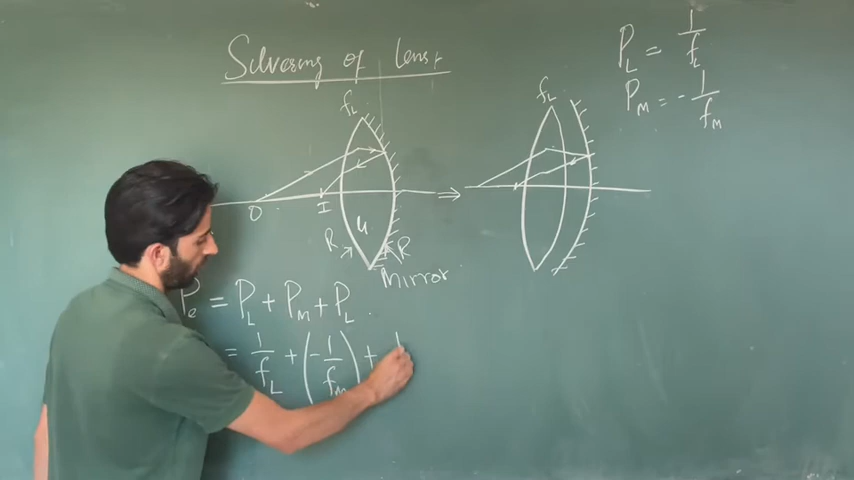 Silvering of lens
P_L = 1/f_L
P_M = - 1/f_M
f_L
f_L
O
I
μ
R
R
Mirror
P_e = P_L + P_M + P_L
= 1/f_L + (- 1/f_M) + 1